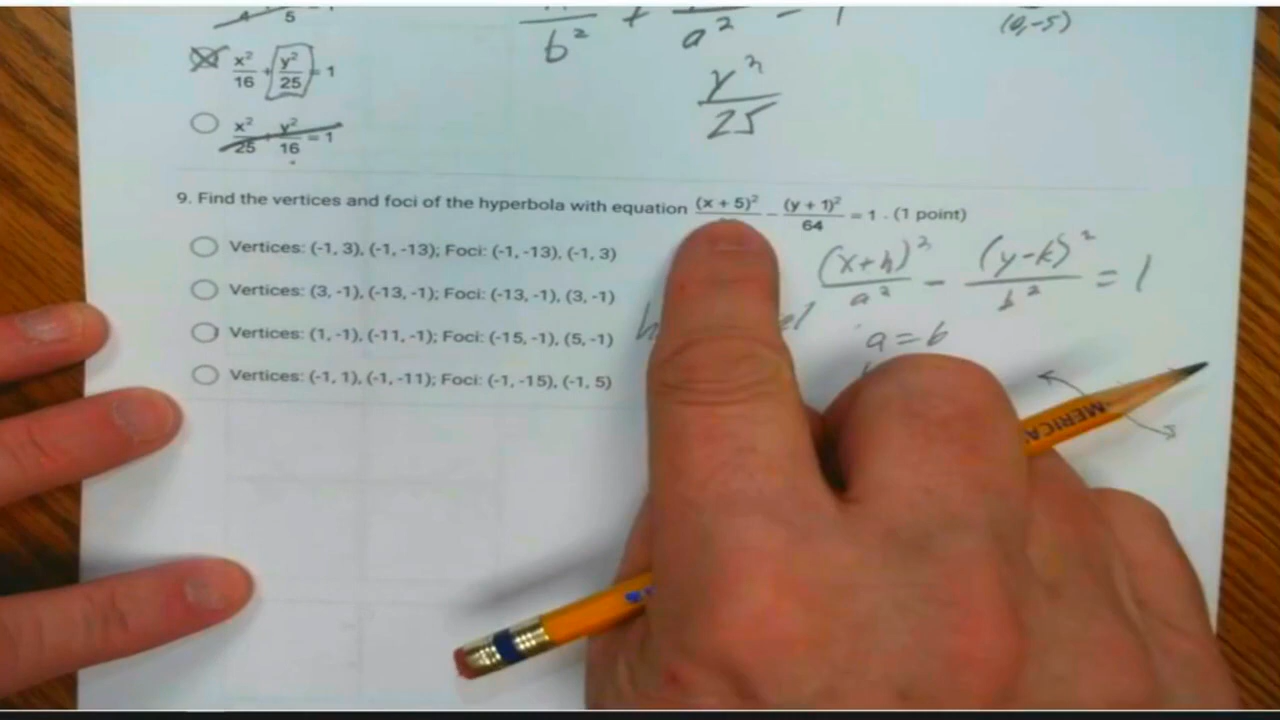 5
b² + a² = 1
(0,-5)
x²/16 + y²/25 = 1
y²/25
x²/25 + y²/16 = 1
9. Find the vertices and foci of the hyperbola with equation (x + 5)² - (y + 1)²/64 = 1 . (1 point)
Vertices: (-1, 3), (-1, -13); Foci: (-1, -13), (-1, 3)
(x+h)²/a² - (y-k)²/b² = 1
Vertices: (3, -1), (-13, -1); Foci: (-13, -1), (3, -1)
Vertices: (1, -1), (-11, -1); Foci: (-15, -1), (5, -1)
a=b
Vertices: (-1, 1), (-1, -11); Foci: (-1, -15), (-1, 5)
MERICA